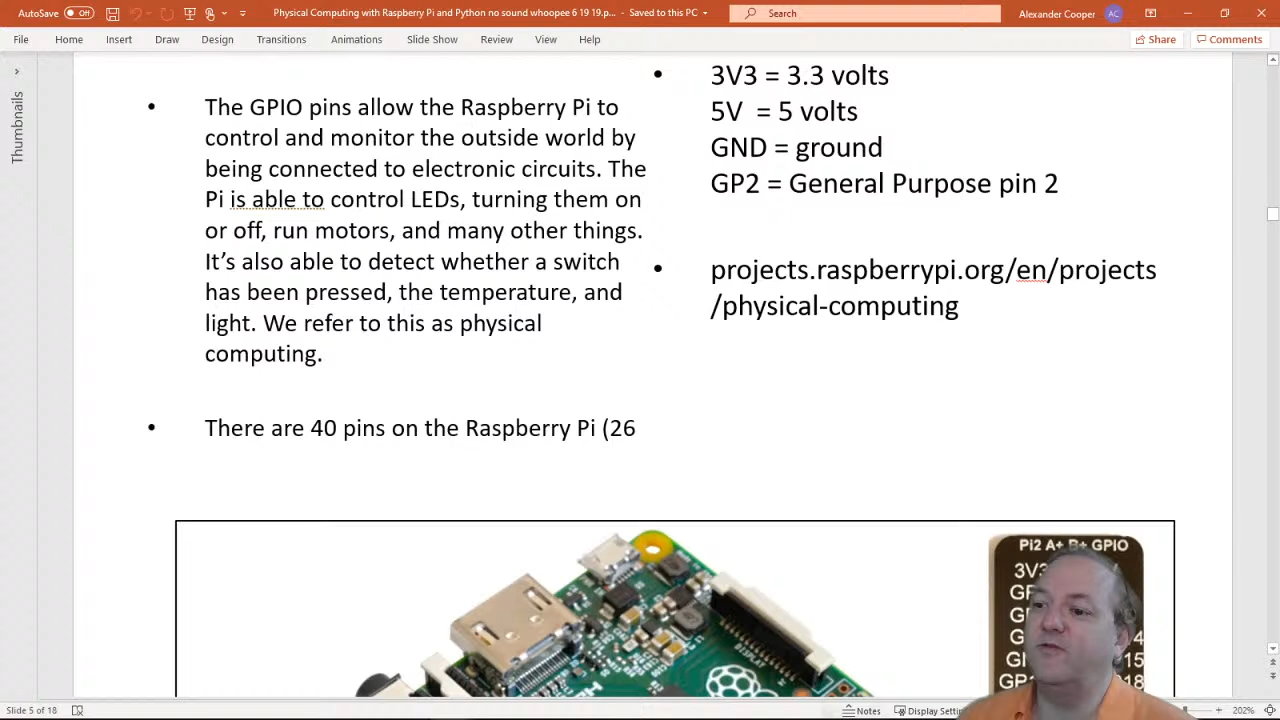 AutoSave Off
Physical Computing with Raspberry Pi and Python no sound whoopee 6 19 19.p... - Saved to this PC
Search
Alexander Cooper AC
File Home Insert Draw Design Transitions Animations Slide Show Review View Help Share Comments
Thumbnails
• The GPIO pins allow the Raspberry Pi to
control and monitor the outside world by
being connected to electronic circuits. The
Pi is able to control LEDs, turning them on
or off, run motors, and many other things.
It’s also able to detect whether a switch
has been pressed, the temperature, and
light. We refer to this as physical
computing.
• There are 40 pins on the Raspberry Pi (26
• 3V3 = 3.3 volts
5V = 5 volts
GND = ground
GP2 = General Purpose pin 2
• projects.raspberrypi.org/en/projects
/physical-computing
DISPLAY
Pi2 A+ B+ GPIO
3V3
15
18
Slide 5 of 18
Notes Display Settin
202%